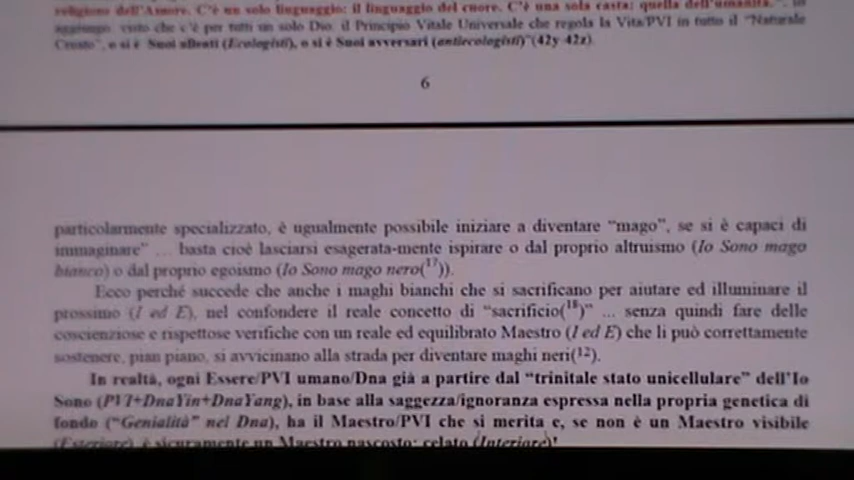 religione dell'Amore. C'è un solo linguaggio: il linguaggio del cuore. C'è una sola casta: quella dell'umanità.". In
aggiunto, visto che c'è per tutti un solo Dio: il Principio Vitale Universale che regola la Vita/PVI in tutto il "Naturale
Creato", o si è Suoi alleati (Ecologisti), o si è Suoi avversari (antiecologisti)"(42y 42z).
6
particolarmente specializzato, è ugualmente possibile iniziare a diventare "mago", se si è capaci di
immaginare" ... basta cioè lasciarsi esagerata-mente ispirare o dal proprio altruismo (Io Sono mago
bianco) o dal proprio egoismo (Io Sono mago nero(17)).
Ecco perché succede che anche i maghi bianchi che si sacrificano per aiutare ed illuminare il
prossimo (I ed E), nel confondere il reale concetto di "sacrificio(18)" ... senza quindi fare delle
coscienziose e rispettose verifiche con un reale ed equilibrato Maestro (I ed E) che li può correttamente
sostenere, pian piano, si avvicinano alla strada per diventare maghi neri(12).
In realtà, ogni Essere/PVI umano/Dna già a partire dal "trinitale stato unicellulare" dell'Io
Sono (PVI+DnaYin+DnaYang), in base alla saggezza/ignoranza espressa nella propria genetica di
fondo ("Genialità" nel Dna), ha il Maestro/PVI che si merita e, se non è un Maestro visibile
(Esteriore), è sicuramente un Maestro nascosto: celato (Interiore)!